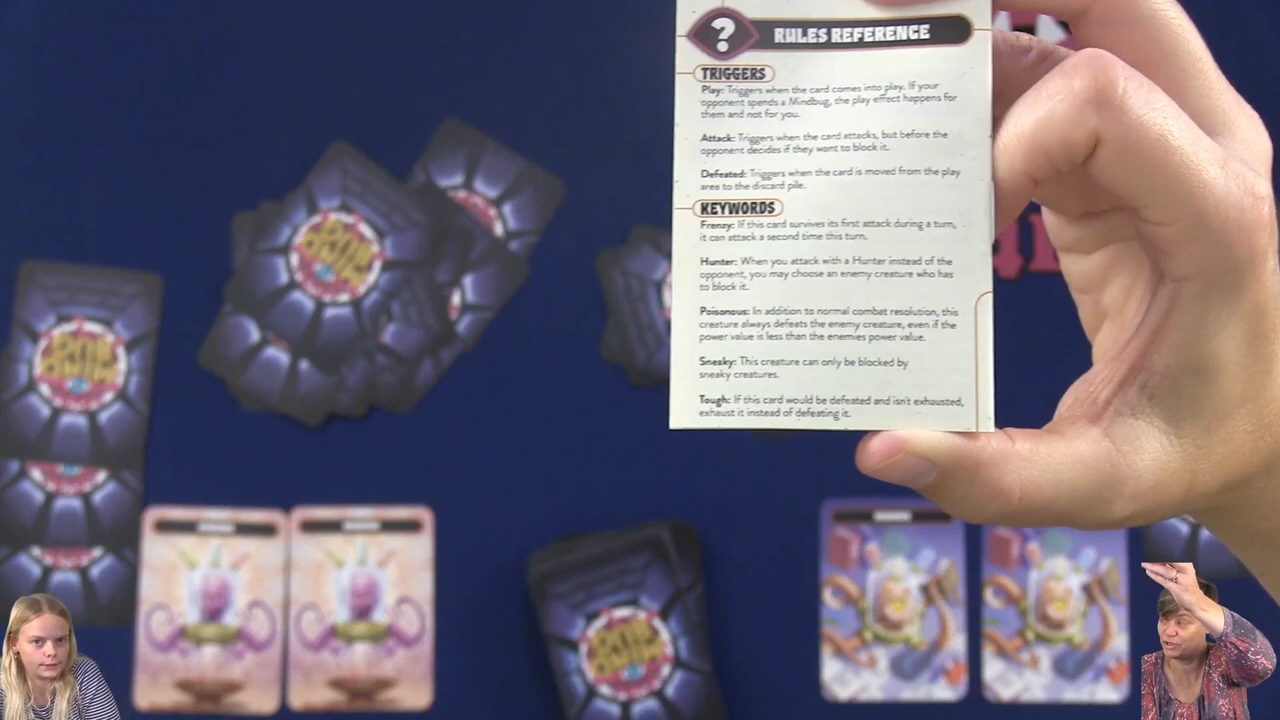 RULES REFERENCE
TRIGGERS
Play: Triggers when the card comes into play. If your
opponent spends a Mindbug, the play effect happens for
them and not for you.
Attack: Triggers when the card attacks, but before the
opponent decides if they want to block it.
Defeated: Triggers when the card is moved from the play
area to the discard pile.
KEYWORDS
Frenzy: If this card survives its first attack during a turn,
it can attack a second time this turn.
Hunter: When you attack with a Hunter instead of the
opponent, you may choose an enemy creature who has
to block it.
Poisonous: In addition to normal combat resolution, this
creature always defeats the enemy creature, even if the
power value is less than the enemies power value.
Sneaky: This creature can only be blocked by
sneaky creatures.
Tough: If this card would be defeated and isn't exhausted,
exhaust it instead of defeating it.